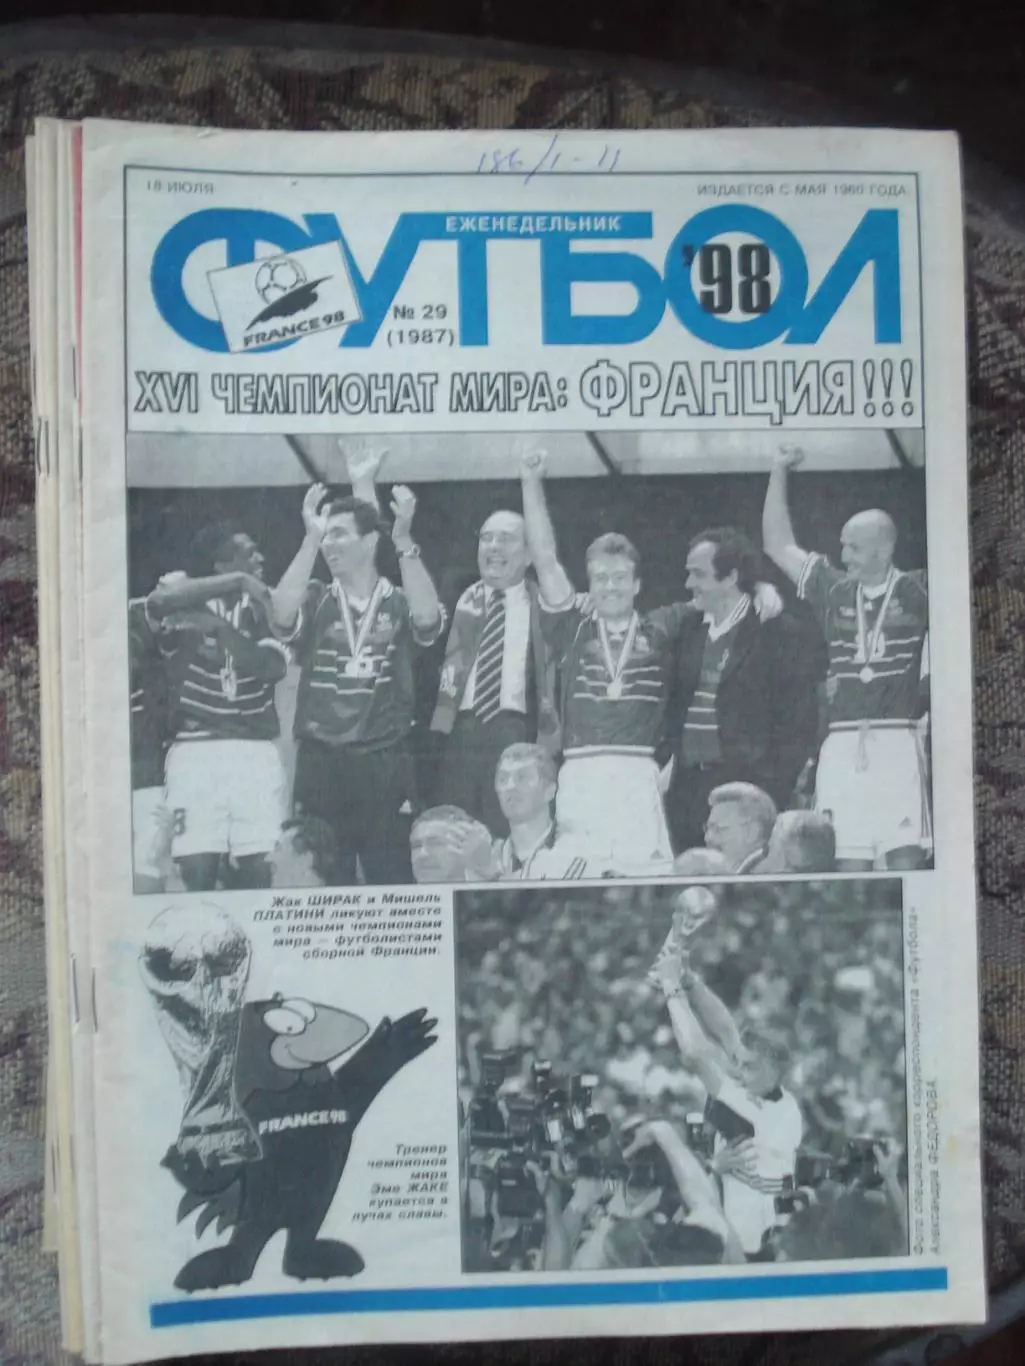 186/1-11
18 ИЮЛЯ
ИЗДАЕТСЯ С МАЯ 1960 ГОДА
ЕЖЕНЕДЕЛЬНИК
ФУТБОЛ '98
FRANCE 98
№ 29
(1987)
XVI ЧЕМПИОНАТ МИРА: ФРАНЦИЯ!!!
8
Жак ШИРАК и Мишель
ПЛАТИНИ ликуют вместе
с новыми чемпионами
мира — футболистами
сборной Франции.
FRANCE 98
Тренер
чемпионов
мира
Эме ЖАКЕ
купается в
лучах славы.
Фото специального корреспондента «Футбола»
Александра ФЕДОРОВА.